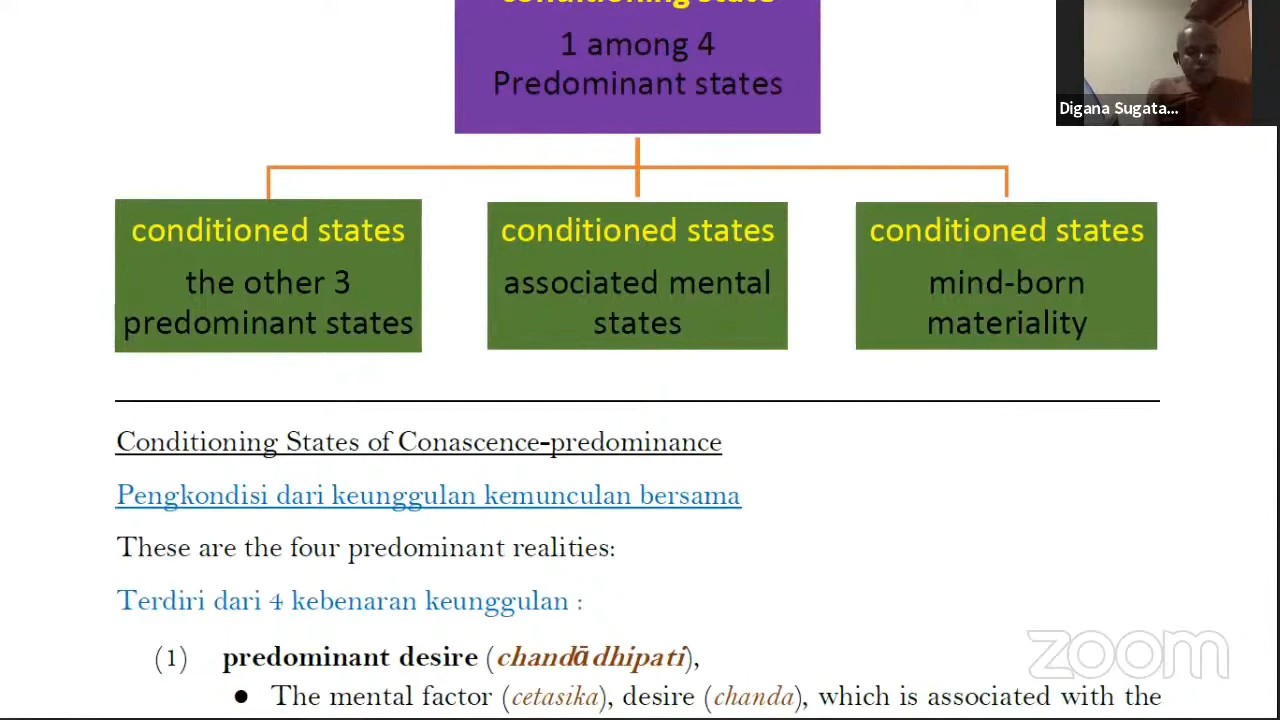 conditioning state
1 among 4
Predominant states
Digana Sugata...
conditioned states
the other 3
predominant states
conditioned states
associated mental
states
conditioned states
mind-born
materiality
Conditioning States of Conascence-predominance
Pengkondisi dari keunggulan kemunculan bersama
These are the four predominant realities:
Terdiri dari 4 kebenaran keunggulan :
(1) predominant desire (chandādhipati),
● The mental factor (cetasika), desire (chanda), which is associated with the
zoom